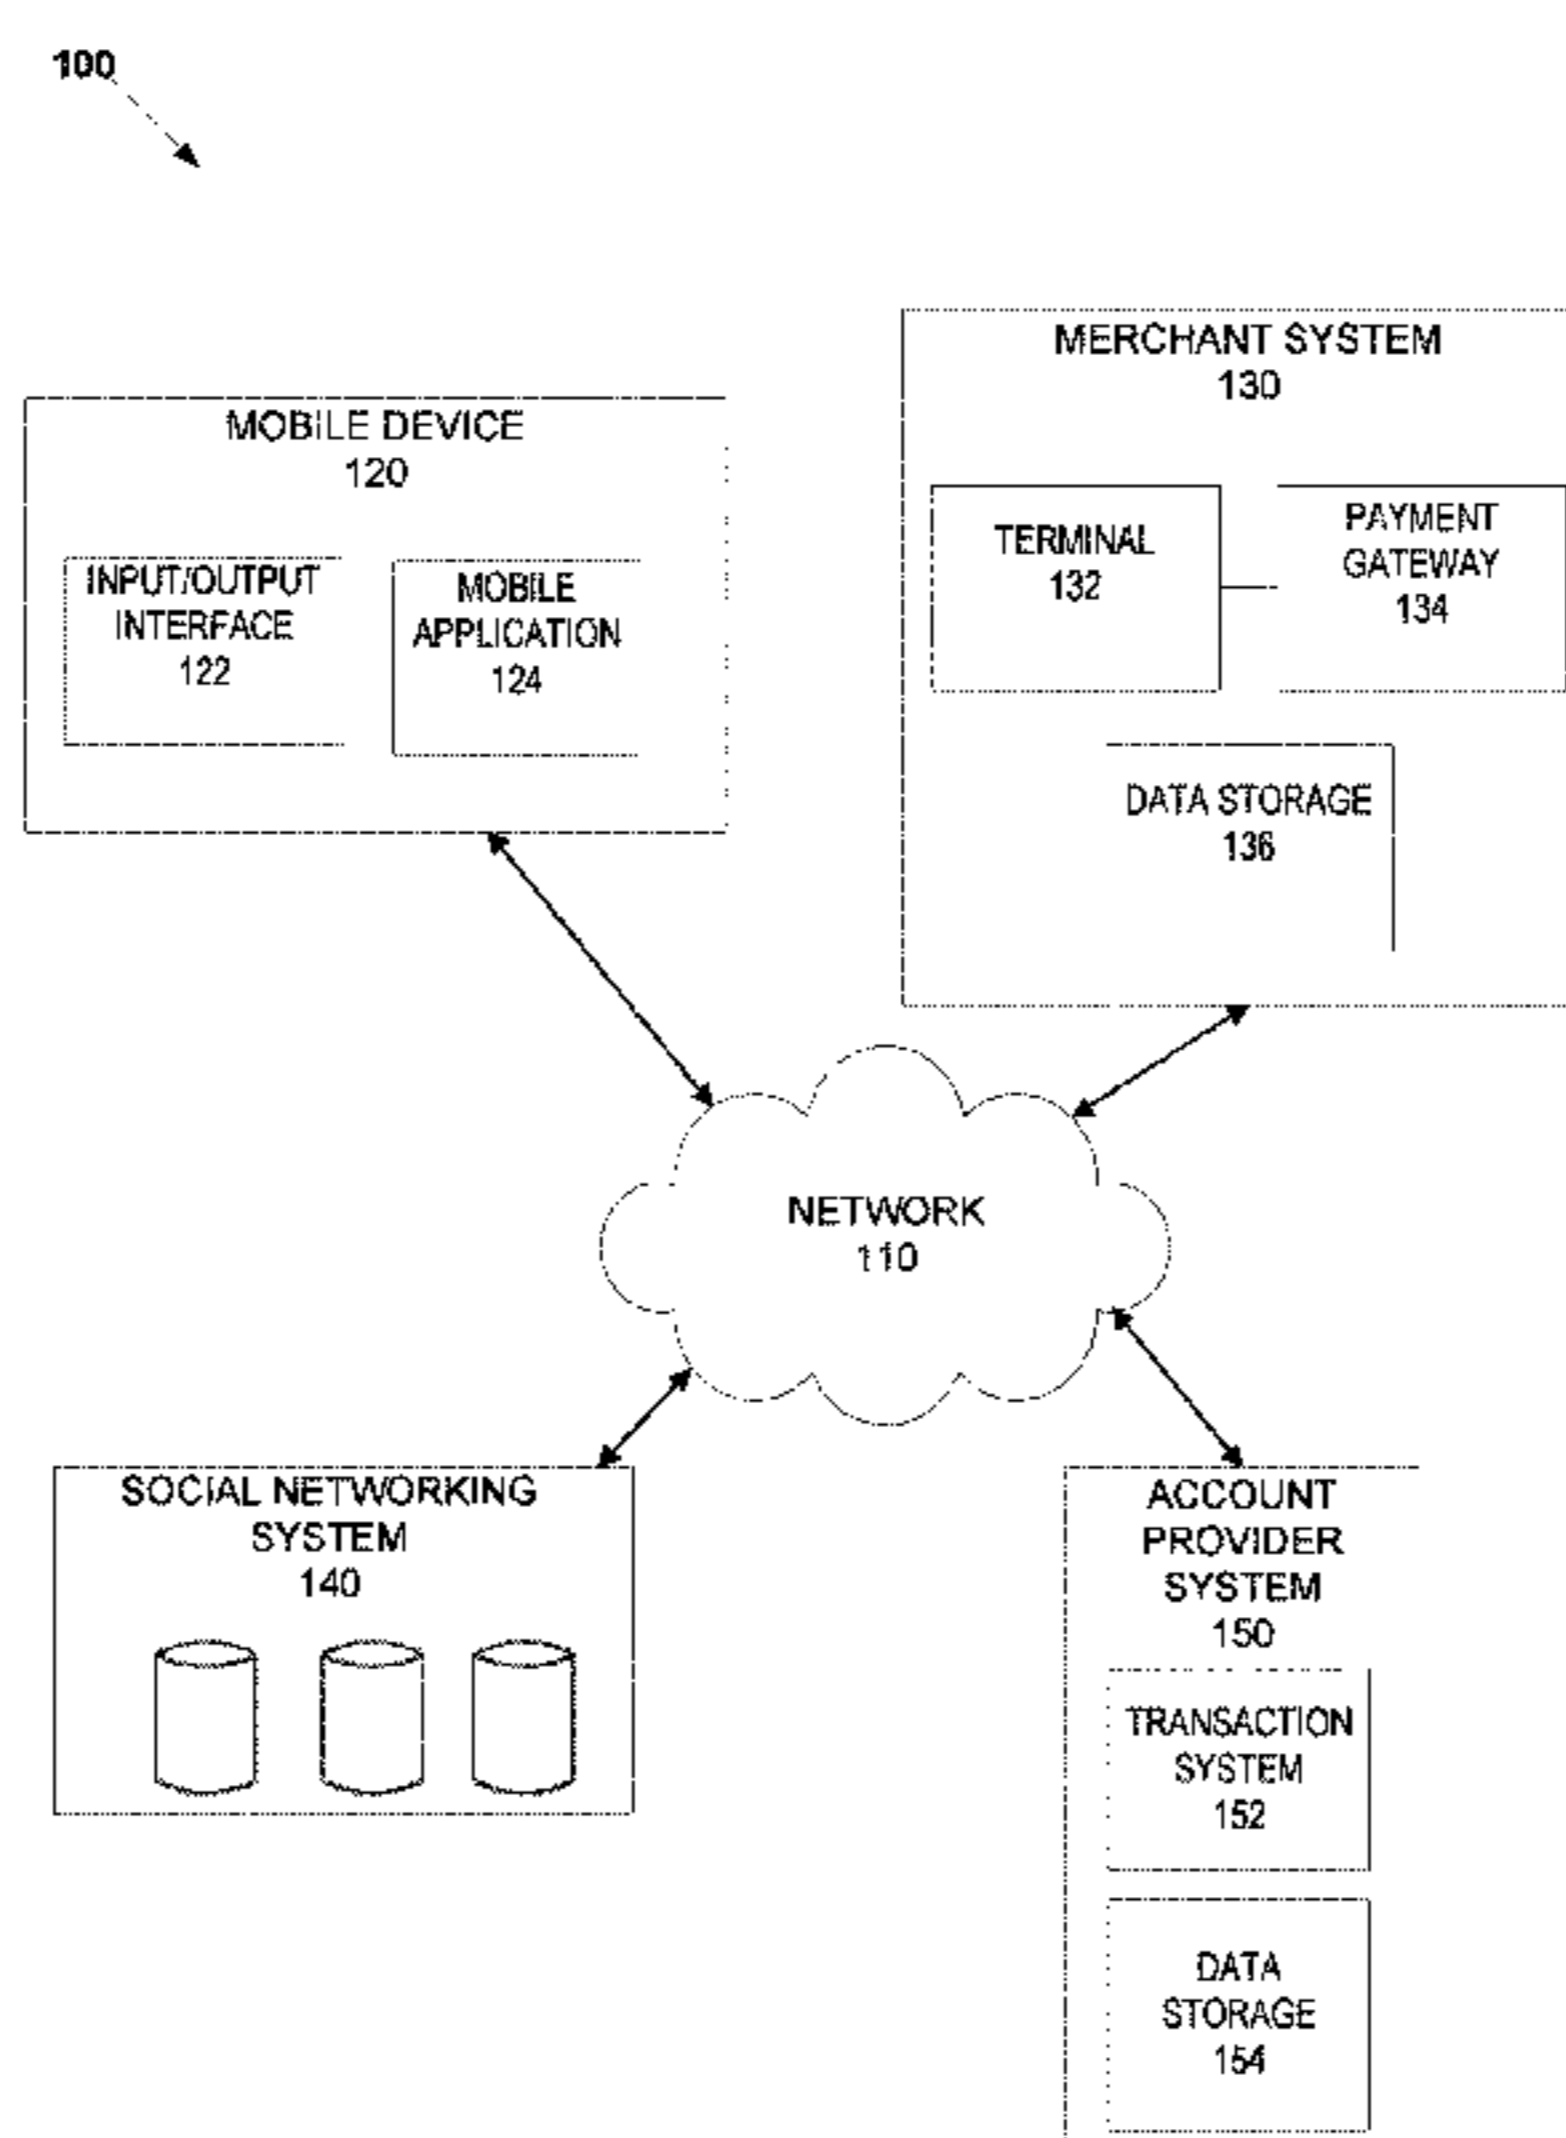 100
MERCHANT SYSTEM
130
MOBILE DEVICE
120
TERMINAL
132
PAYMENT
GATEWAY
134
INPUT/OUTPUT
INTERFACE
122
MOBILE
APPLICATION
124
DATA STORAGE
136
NETWORK
110
SOCIAL NETWORKING
SYSTEM
140
ACCOUNT
PROVIDER
SYSTEM
150
TRANSACTION
SYSTEM
152
DATA
STORAGE
154